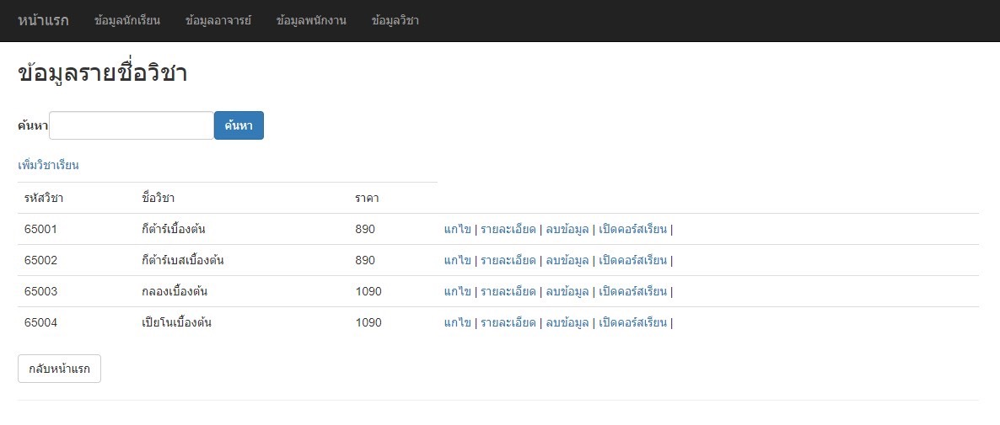 หน้าแรก ข้อมูลนักเรียน ข้อมูลอาจารย์ ข้อมูลพนักงาน ข้อมูลวิชา
ข้อมูลรายชื่อวิชา
ค้นหา ค้นหา
เพิ่มวิชาเรียน
รหัสวิชา ชื่อวิชา ราคา
65001 กีต้าร์เบื้องต้น 890 แกไข | รายละเอียด | ลบข้อมูล | เปิดคอร์สเรียน |
65002 กีต้าร์เบสเบื้องต้น 890 แกไข | รายละเอียด | ลบข้อมูล | เปิดคอร์สเรียน |
65003 กลองเบื้องต้น 1090 แกไข | รายละเอียด | ลบข้อมูล | เปิดคอร์สเรียน |
65004 เปียโนเบื้องต้น 1090 แกไข | รายละเอียด | ลบข้อมูล | เปิดคอร์สเรียน |
กลับหน้าแรก